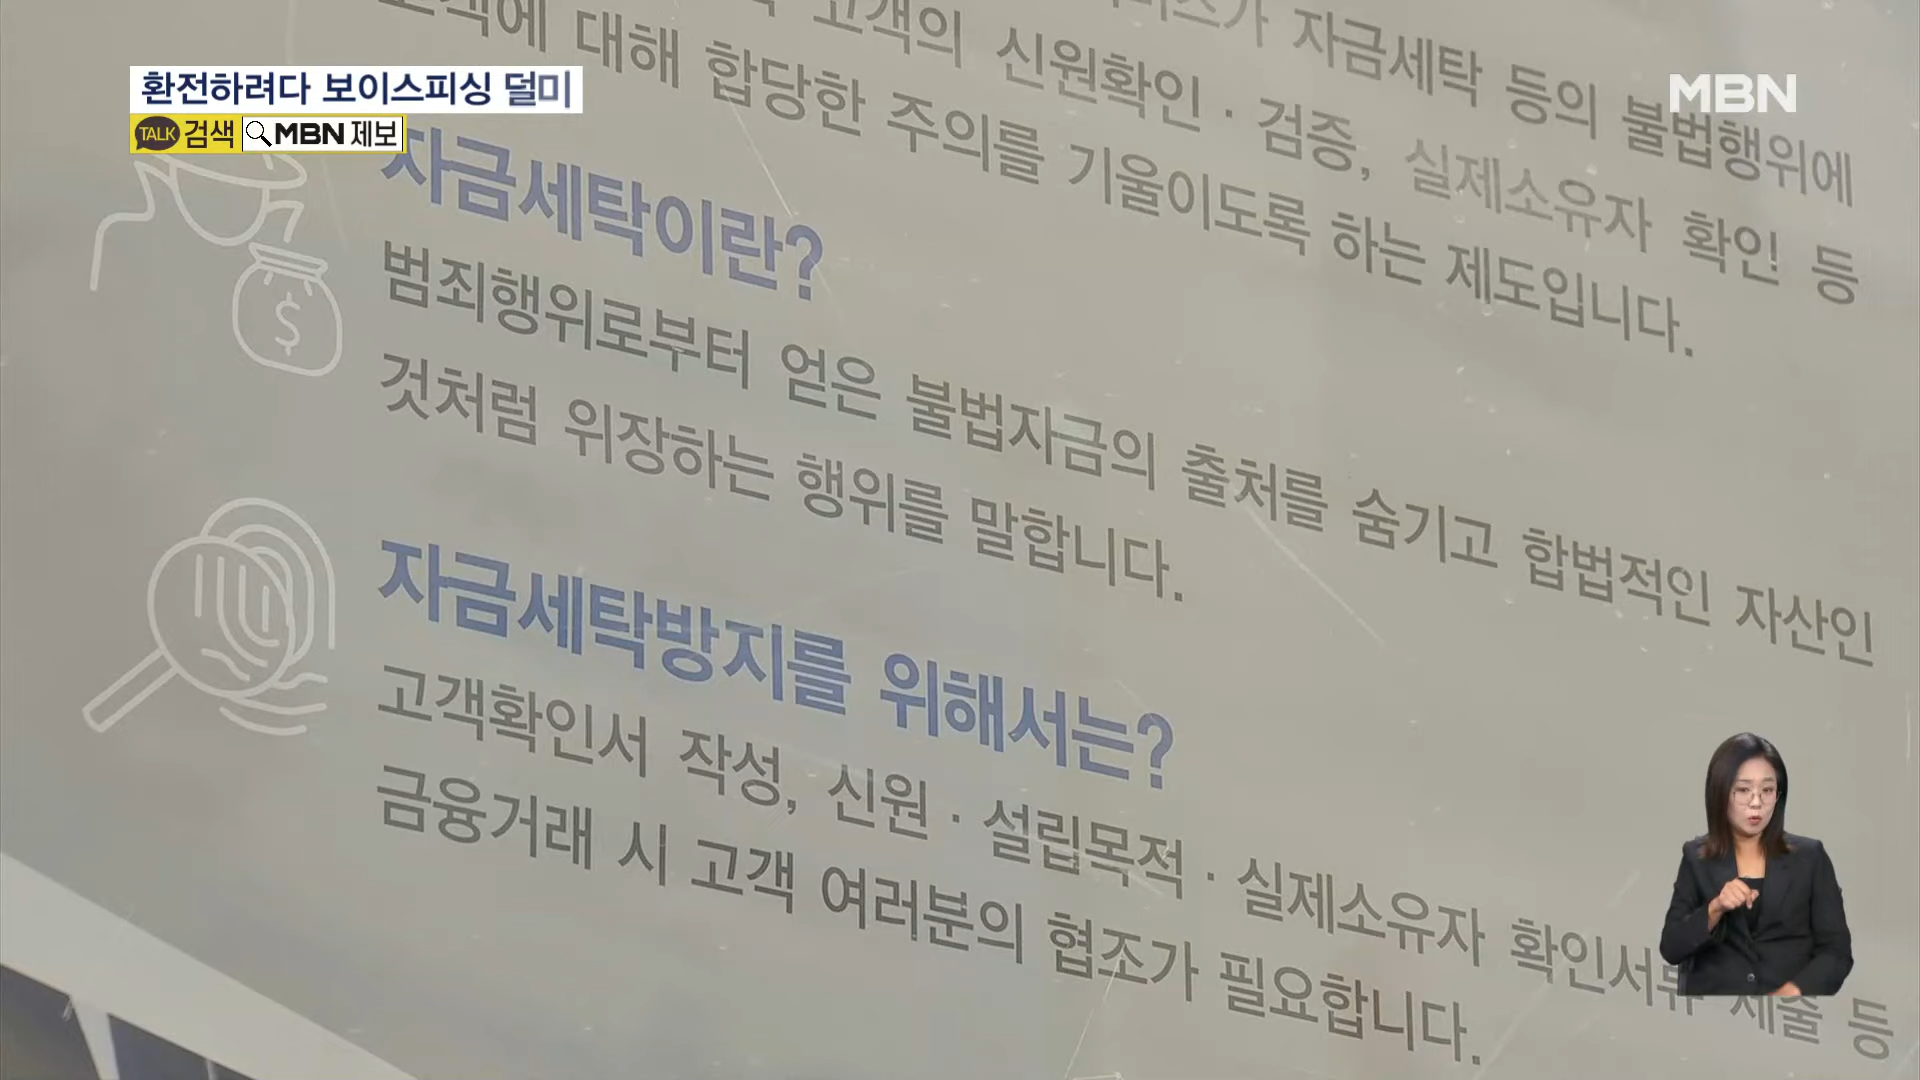 환전하려다 보이스피싱 덜미
TALK 검색 MBN 제보
MBN
자금세탁 등의 불법행위에
고객의 신원확인 · 검증, 실제소유자 확인 등
고객에 대해 합당한 주의를 기울이도록 하는 제도입니다.
자금세탁이란?
범죄행위로부터 얻은 불법자금의 출처를 숨기고 합법적인 자산인
것처럼 위장하는 행위를 말합니다.
자금세탁방지를 위해서는?
고객확인서 작성, 신원 · 설립목적 · 실제소유자 확인서류 제출 등
금융거래 시 고객 여러분의 협조가 필요합니다.